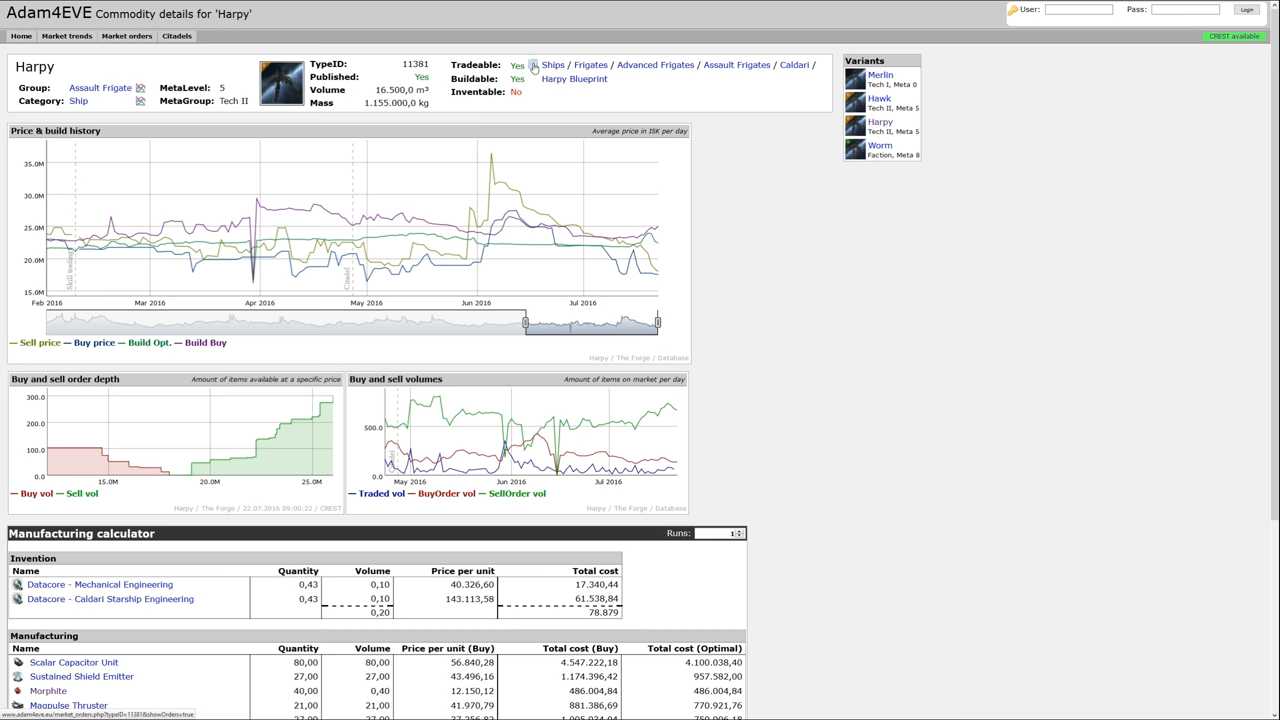 Adam4EVE Commodity details for 'Harpy'
User:
Pass:
Login
Home Market trends Market orders Citadels
CREST available
Harpy
Group: Assault Frigate
Category: Ship
MetaLevel: 5
MetaGroup: Tech II
TypeID: 11381
Published: Yes
Volume 16.500,0 m³
Mass 1.155.000,0 kg
Tradeable: Yes Ships / Frigates / Advanced Frigates / Assault Frigates / Caldari /
Buildable: Yes Harpy Blueprint
Inventable: No
Variants
Merlin
Tech I, Meta 0
Hawk
Tech II, Meta 5
Harpy
Tech II, Meta 5
Worm
Faction, Meta 8
Price & build history Average price in ISK per day
35.0M
30.0M
25.0M
20.0M
15.0M
Citadel
Feb 2016 Mar 2016 Apr 2016 May 2016 Jun 2016 Jul 2016
Sell price Buy price Build Opt. Build Buy
Harpy / The Forge / Database
Buy and sell order depth Amount of items available at a specific price
300.0
200.0
100.0
0.0
15.0M 20.0M 25.0M
Buy vol Sell vol
Harpy / The Forge / 22.07.2016 09:00:22 / CREST
Buy and sell volumes Amount of items on market per day
500.0
0.0
May 2016 Jun 2016 Jul 2016
Traded vol BuyOrder vol SellOrder vol
Harpy / The Forge / Database
Manufacturing calculator Runs: 1
Invention
Name Quantity Volume Price per unit Total cost
Datacore - Mechanical Engineering 0,43 0,10 40.326,60 17.340,44
Datacore - Caldari Starship Engineering 0,43 0,10 143.113,58 61.538,84
0,20 78.879
Manufacturing
Name Quantity Volume Price per unit (Buy) Total cost (Buy) Total cost (Optimal)
Scalar Capacitor Unit 80,00 80,00 56.840,28 4.547.222,18 4.100.038,40
Sustained Shield Emitter 27,00 27,00 43.496,16 1.174.396,42 957.582,00
Morphite 40,00 0,40 12.150,12 486.004,84 486.004,84
Magpulse Thruster 21,00 21,00 41.970,79 881.386,69 770.921,76
www.adam4eve.eu/market_orders.php?typeID=11381&showOrders=true